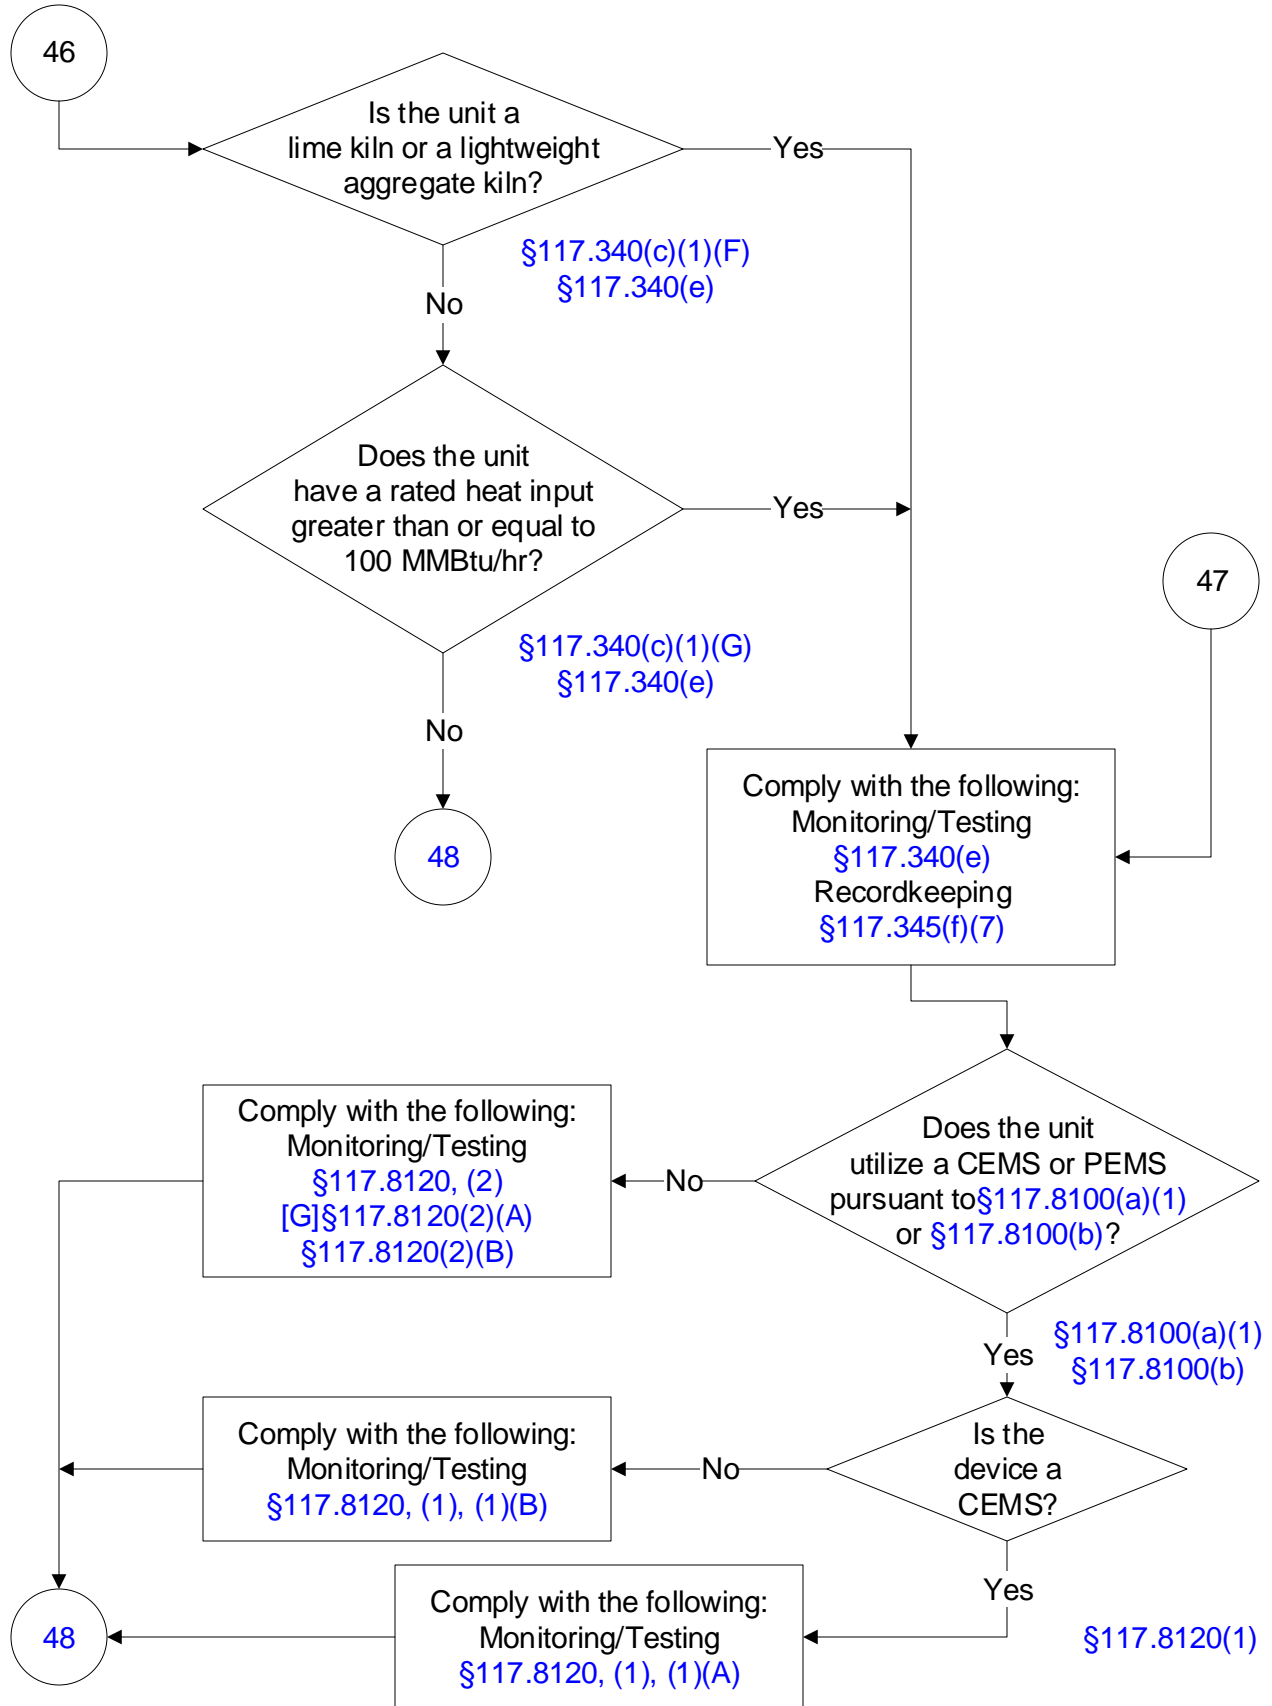 46
Is the unit a
lime kiln or a lightweight
aggregate kiln?
Yes
§117.340(c)(1)(F)
§117.340(e)
No
Does the unit
have a rated heat input
greater than or equal to
100 MMBtu/hr?
Yes
47
§117.340(c)(1)(G)
§117.340(e)
No
48
Comply with the following:
Monitoring/Testing
§117.340(e)
Recordkeeping
§117.345(f)(7)
Does the unit
utilize a CEMS or PEMS
pursuant to§117.8100(a)(1)
or §117.8100(b)?
No
Comply with the following:
Monitoring/Testing
§117.8120, (2)
[G]§117.8120(2)(A)
§117.8120(2)(B)
Yes
§117.8100(a)(1)
§117.8100(b)
Is the
device a
CEMS?
No
Comply with the following:
Monitoring/Testing
§117.8120, (1), (1)(B)
Yes
§117.8120(1)
Comply with the following:
Monitoring/Testing
§117.8120, (1), (1)(A)
48